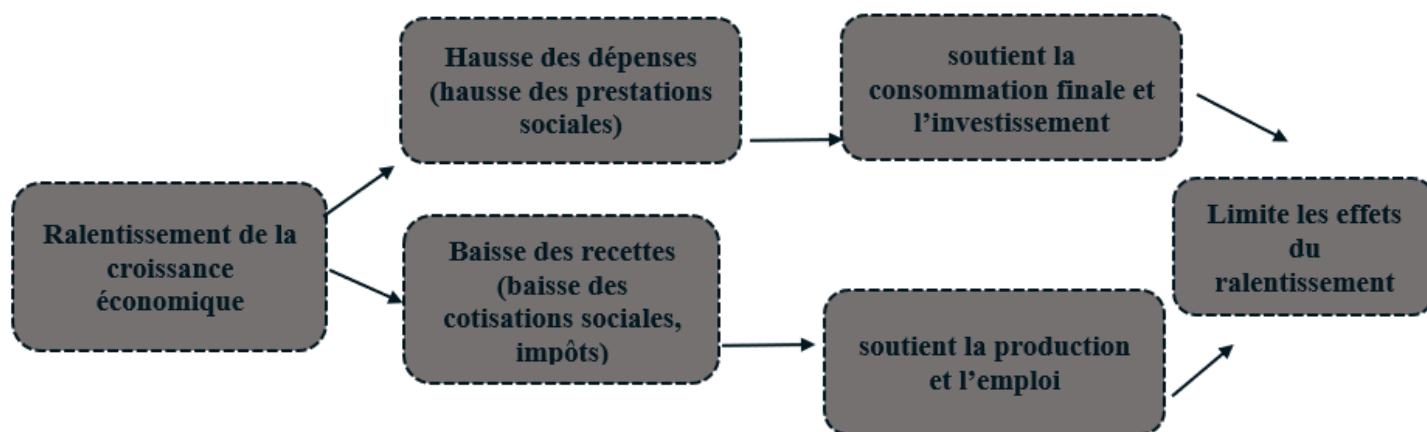 Ralentissement de la
croissance
économique
Hausse des dépenses
(hausse des prestations
sociales)
soutient la
consommation finale et
l’investissement
Baisse des recettes
(baisse des
cotisations sociales,
impôts)
soutient la production
et l’emploi
Limite les effets
du
ralentissement